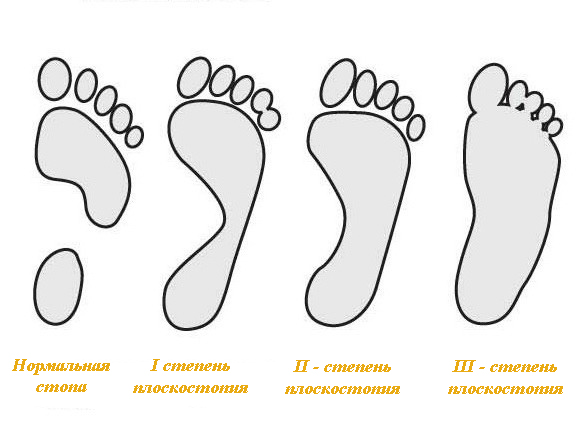 Нормальная
стопа
I степень
плоскостопия
II - степень
плоскостопия
III - степень
плоскостопия